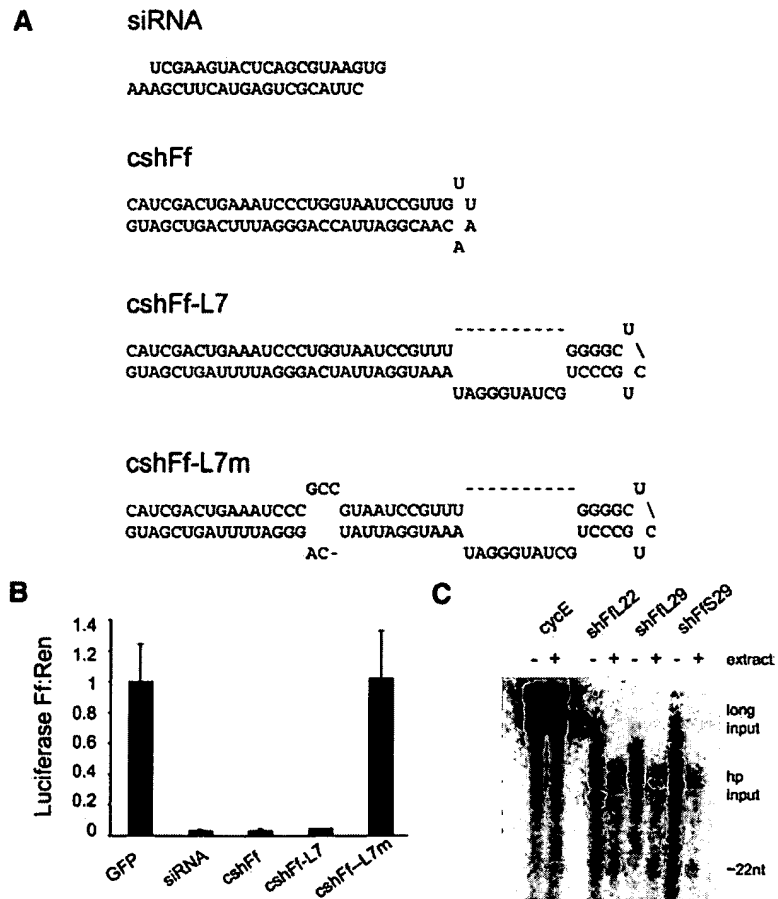 A
siRNA
UCGAAGUACUCAGCGUAAGUG
AAAGCUUCAUGAGUCGCAUUC
cshFf
U
CAUCGACUGAAAUCCCUGGUAAUCCGUUG U
GUAGCUGACUUUAGGGACCAUUAGGCAAC A
A
cshFf-L7
---------- U
CAUCGACUGAAAUCCCUGGUAAUCCGUUU GGGGC \
GUAGCUGAUUUUAGGGACUAUUAGGUAAA UCCCG C
UAGGGUAUCG U
cshFf-L7m
GCC ---------- U
CAUCGACUGAAAUCCC GUAAUCCGUUU GGGGC \
GUAGCUGAUUUUAGGG UAUUAGGUAAA UCCCG C
AC- UAGGGUAUCG U
B
Luciferase Ff:Ren
1.4
1.2
1
0.8
0.6
0.4
0.2
0
GFP siRNA cshFf cshFf-L7 cshFf-L7m
C
cycE shFfL22 shFfL29 shFfS29
- + - + - + - + extract
long input
hp input
~22nt